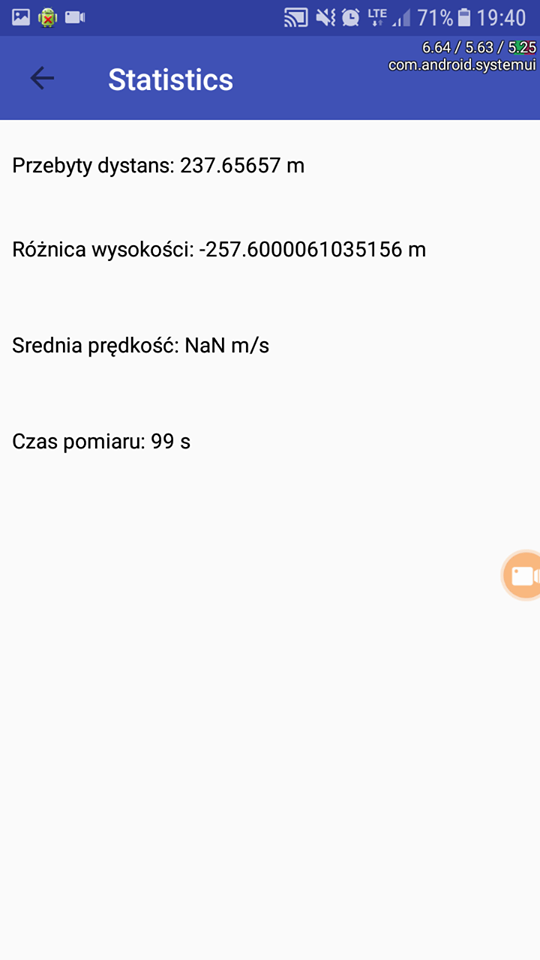 LTE 71% 19:40
6.64 / 5.63 / 5.25
com.android.systemui
Statistics
Przebyty dystans: 237.65657 m
Różnica wysokości: -257.6000061035156 m
Srednia prędkość: NaN m/s
Czas pomiaru: 99 s